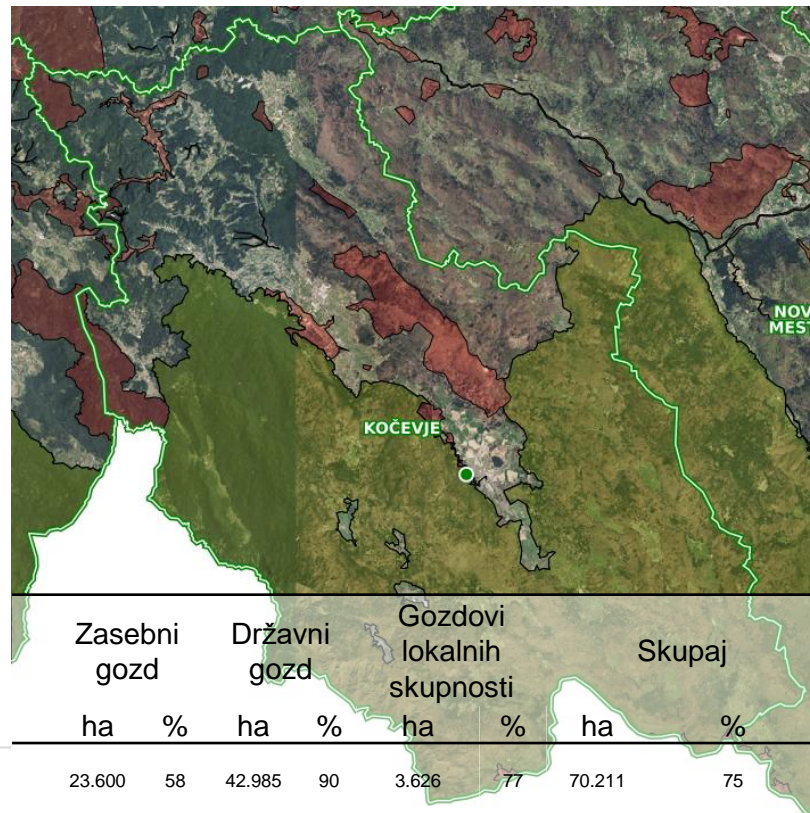 NOV
MEST
KOČEVJE
Zasebni gozd
Državni gozd
Gozdovi lokalnih skupnosti
Skupaj
ha % ha % ha % ha %
23.600 58 42.985 90 3.626 77 70.211 75